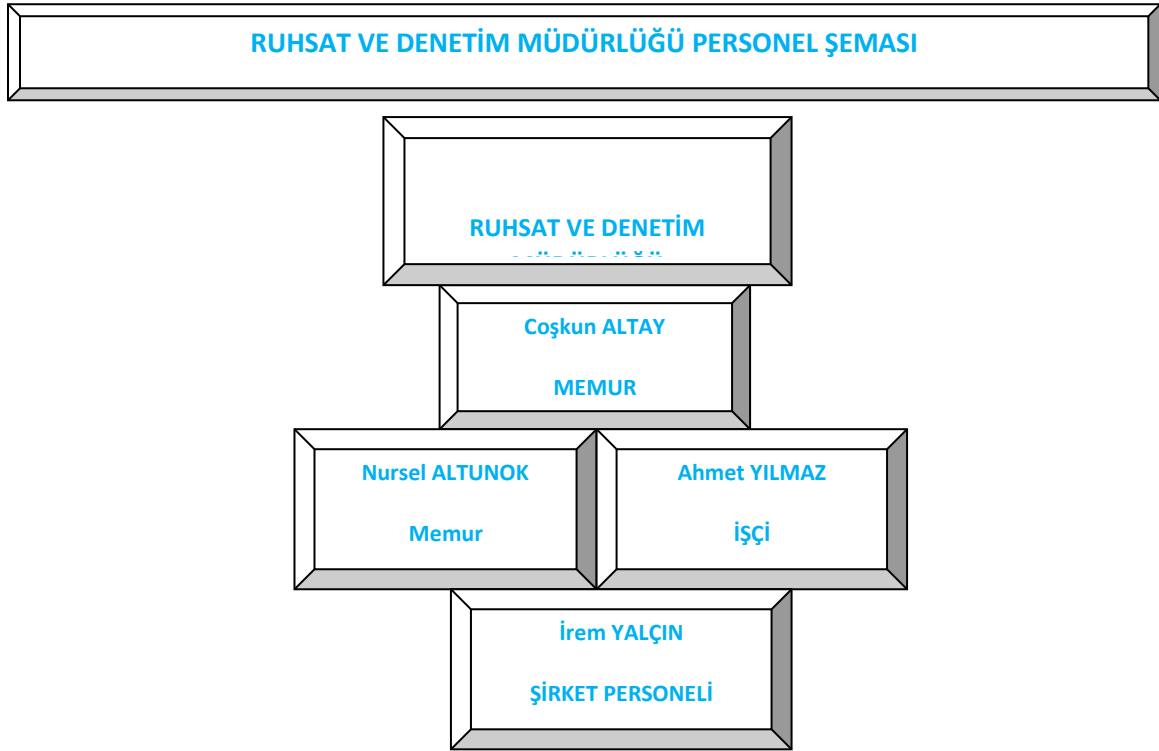 RUHSAT VE DENETİM MÜDÜRLÜĞÜ PERSONEL ŞEMASI
RUHSAT VE DENETİM
Coşkun ALTAY
MEMUR
Nursel ALTUNOK
Memur
Ahmet YILMAZ
İŞÇİ
İrem YALÇIN
ŞİRKET PERSONELİ